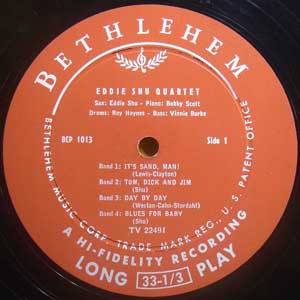 BETHLEHEM
EDDIE SHU QUARTET
Sax: Eddie Shu - Piano: Bobby Scott
Drums: Roy Haynes - Bass: Vinnie Burke
BCP 1013
Side 1
Band 1: IT'S SAND, MAN!
(Lewis-Clayton)
Band 2: TOM, DICK AND JIM
(Shu)
Band 3: DAY BY DAY
(Weston-Cahn-Stordahl)
Band 4: BLUES FOR BABY
(Shu)
TV 22491
BETHLEHEM MUSIC CORP. TRADE MARK-REG., U. S. PATENT OFFICE
A HI-FIDELITY RECORDING
LONG 33-1/3 PLAY